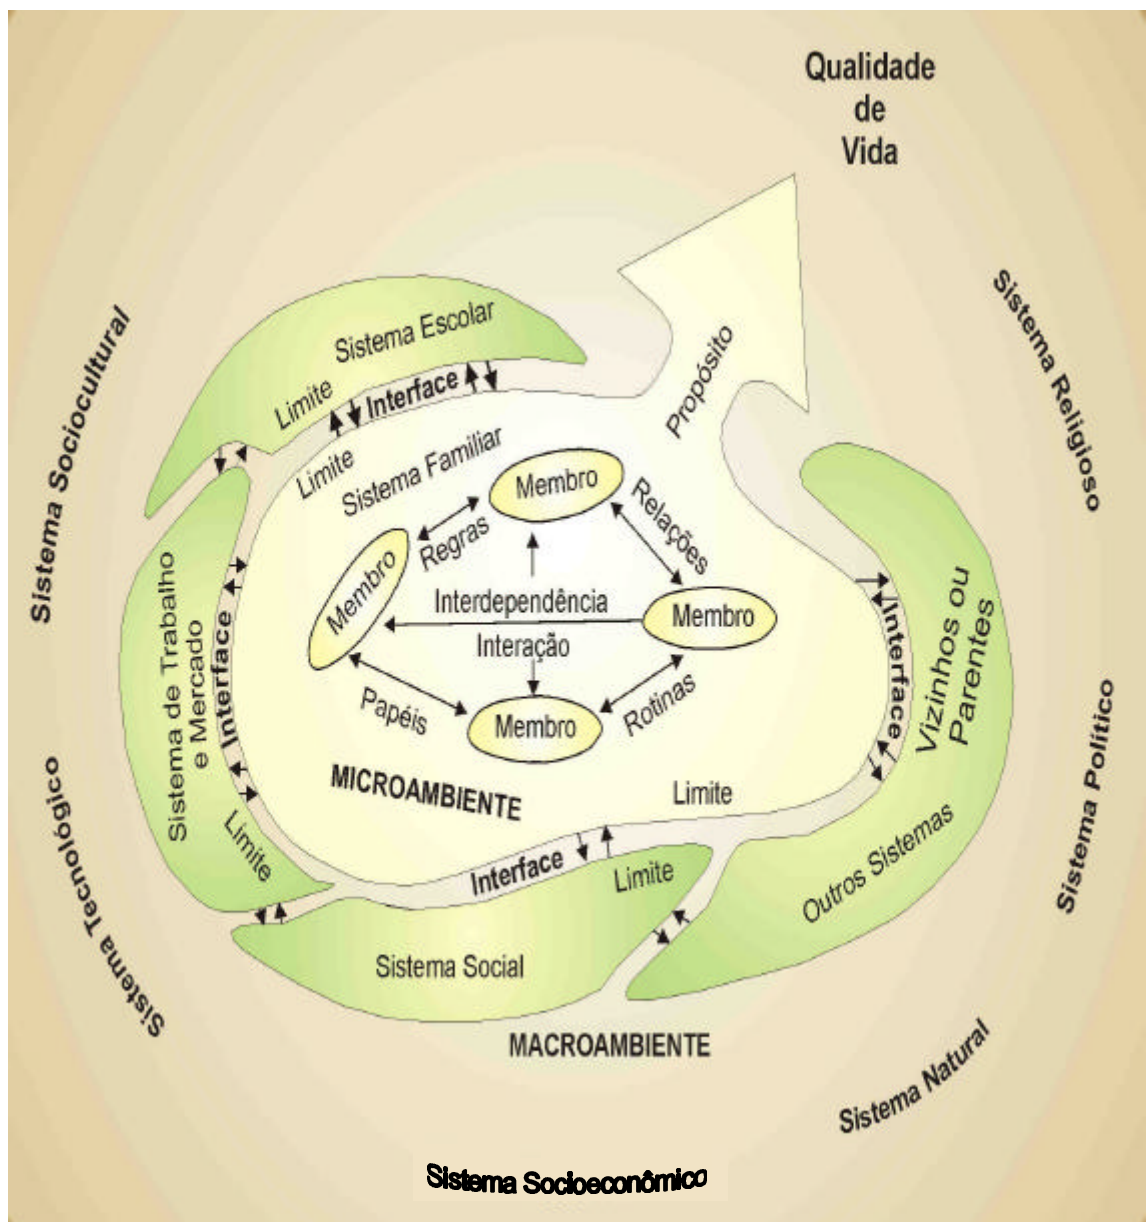 Qualidade
de
Vida
Sistema Sociocultural
Sistema Religioso
Sistema Escolar
Limite
Interface
Limite
Propósito
Sistema Familiar
Membro
Regras
Relações
Membro
Interdependência
Membro
Interação
Papéis
Membro
Rotinas
MICROAMBIENTE
Limite
Sistema de Trabalho
e Mercado
Interface
Limite
Interface
Vizinhos ou
Parentes
Outros Sistemas
Interface
Limite
Sistema Social
Sistema Tecnológico
Sistema Político
MACROAMBIENTE
Sistema Natural
Sistema Socioeconômico